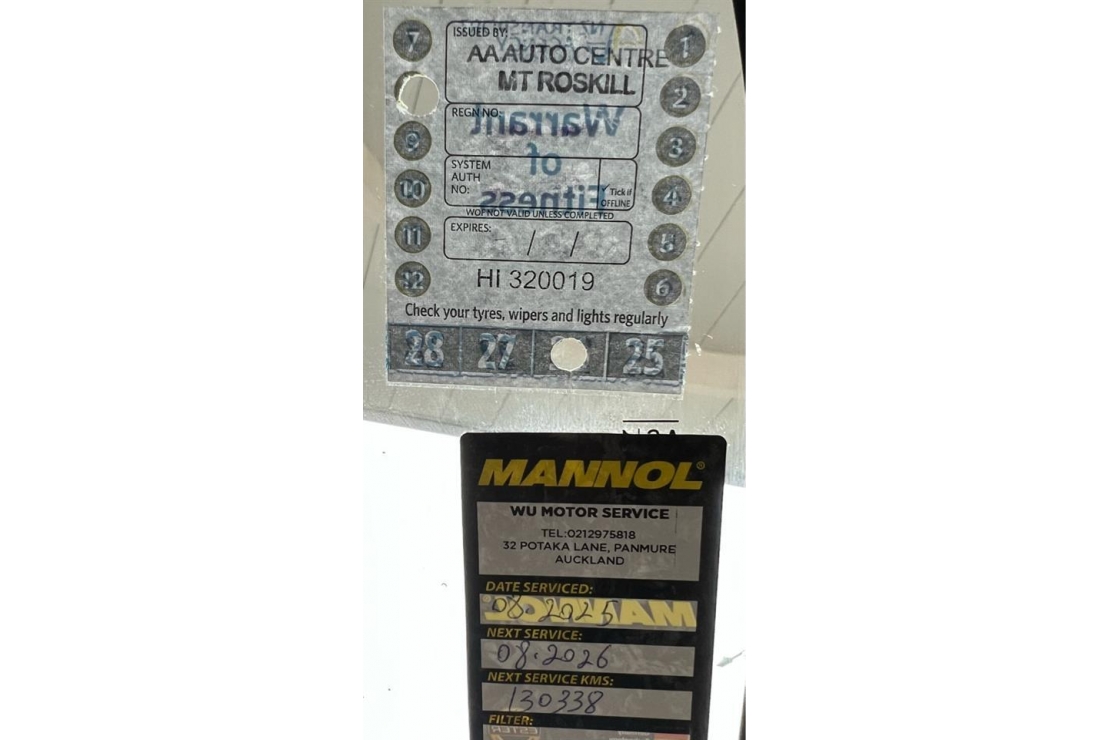 7
ISSUED BY:
AA AUTO CENTRE
MT ROSKILL
1
2
REGN NO:
Warrant
of
Fitness
9
3
SYSTEM
AUTH
NO:
Tick if
OFFLINE
10
4
WOF NOT VALID UNLESS COMPLETED
EXPIRES: / /
11
5
HI 320019
12
6
Check your tyres, wipers and lights regularly
28 27 25
MANNOL®
WU MOTOR SERVICE
TEL:0212975818
32 POTAKA LANE, PANMURE
AUCKLAND
DATE SERVICED:
08.2025
MANNOL
NEXT SERVICE:
08.2026
NEXT SERVICE KMS:
130338
FILTER: